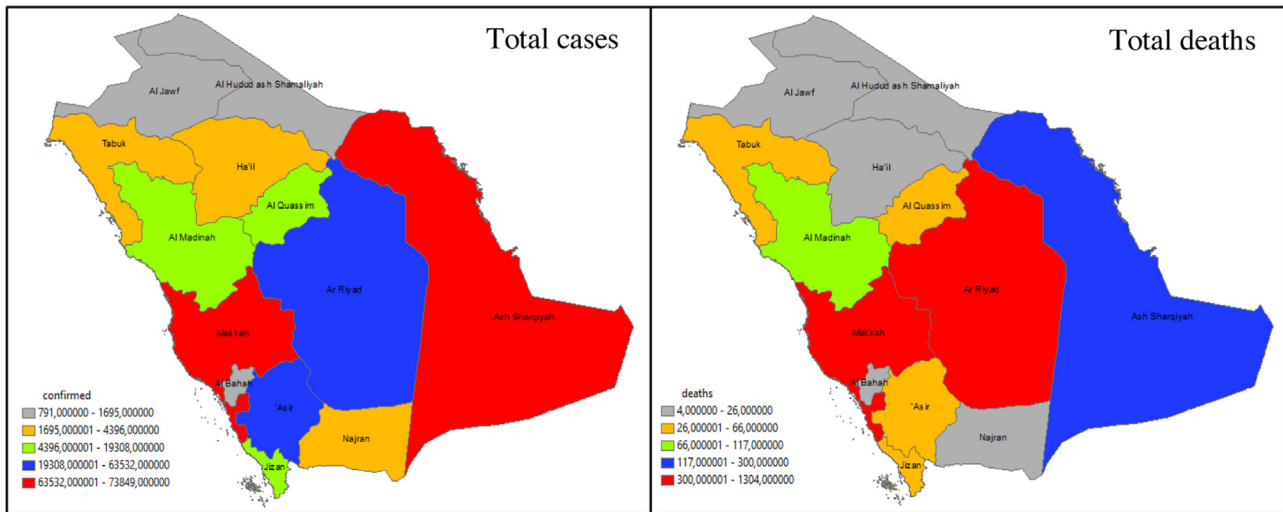 Total cases
Al Hudud ash Shamaliyah
Al Jawf
Tabuk
Ha'il
Al Quassim
Al Madinah
Ar Riyad
Ash Sharqiyah
Makkah
Al Bahah
'Asir
Najran
Jizan
confirmed
791,000000 - 1695,000000
1695,000001 - 4396,000000
4396,000001 - 19308,000000
19308,000001 - 63532,000000
63532,000001 - 73849,000000
Total deaths
Al Hudud ash Shamaliyah
Al Jawf
Tabuk
Ha'il
Al Quassim
Al Madinah
Ar Riyad
Ash Sharqiyah
Makkah
Al Bahah
'Asir
Najran
Jizan
deaths
4,000000 - 26,000000
26,000001 - 66,000000
66,000001 - 117,000000
117,000001 - 300,000000
300,000001 - 1304,000000